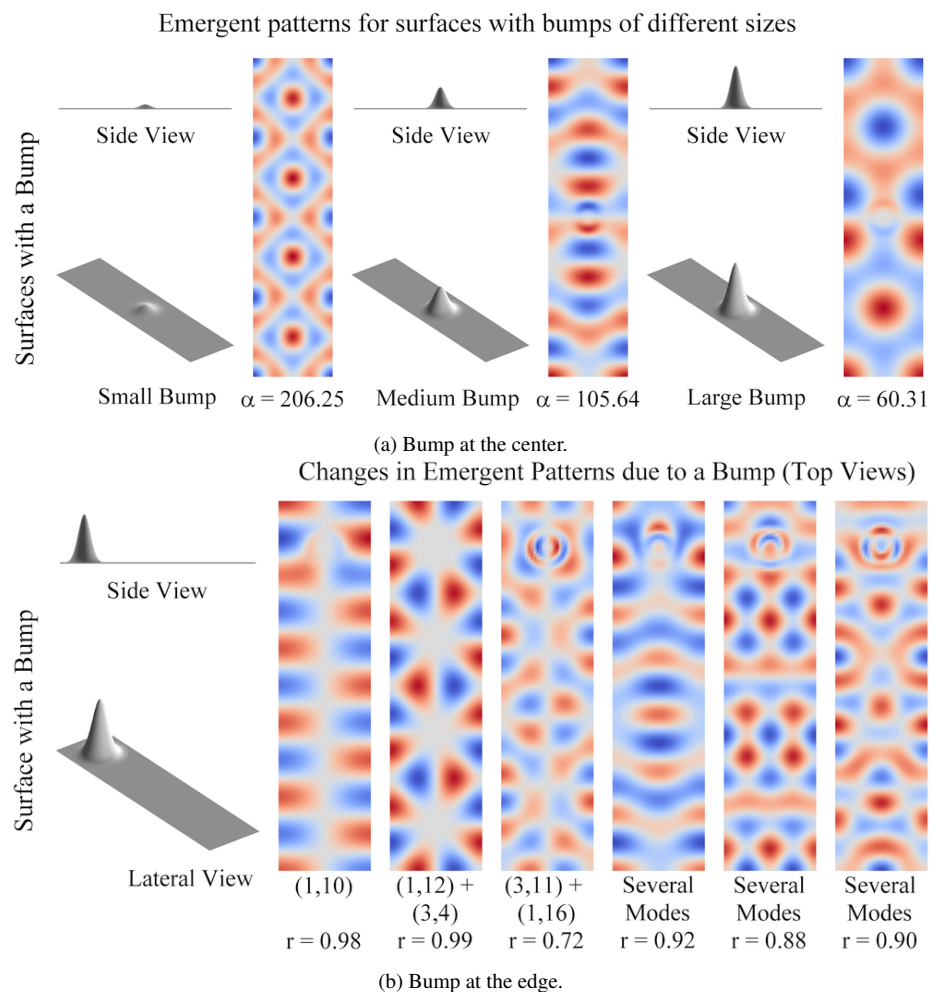 Emergent patterns for surfaces with bumps of different sizes
Surfaces with a Bump
Side View
Side View
Side View
Small Bump
α = 206.25
Medium Bump
α = 105.64
Large Bump
α = 60.31
(a) Bump at the center.
Changes in Emergent Patterns due to a Bump (Top Views)
Surface with a Bump
Side View
Lateral View
(1,10)
r = 0.98
(1,12) +
(3,4)
r = 0.99
(3,11) +
(1,16)
r = 0.72
Several
Modes
r = 0.92
Several
Modes
r = 0.88
Several
Modes
r = 0.90
(b) Bump at the edge.